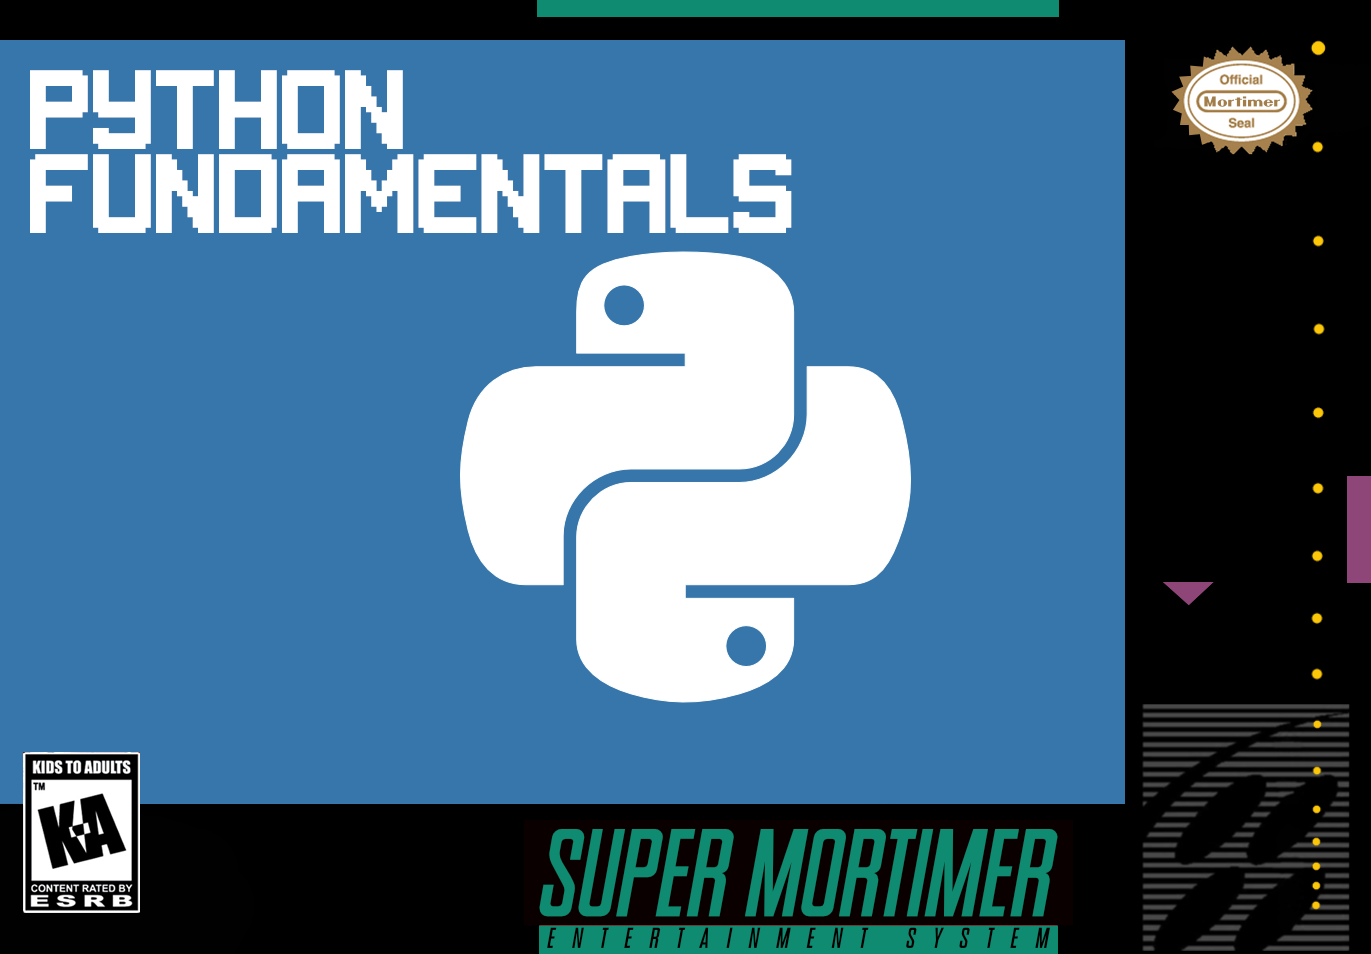 PYTHON
FUNDAMENTALS
Official
Mortimer
Seal
KIDS TO ADULTS
TM
K-A
CONTENT RATED BY
ESRB
SUPER MORTIMER
ENTERTAINMENT SYSTEM